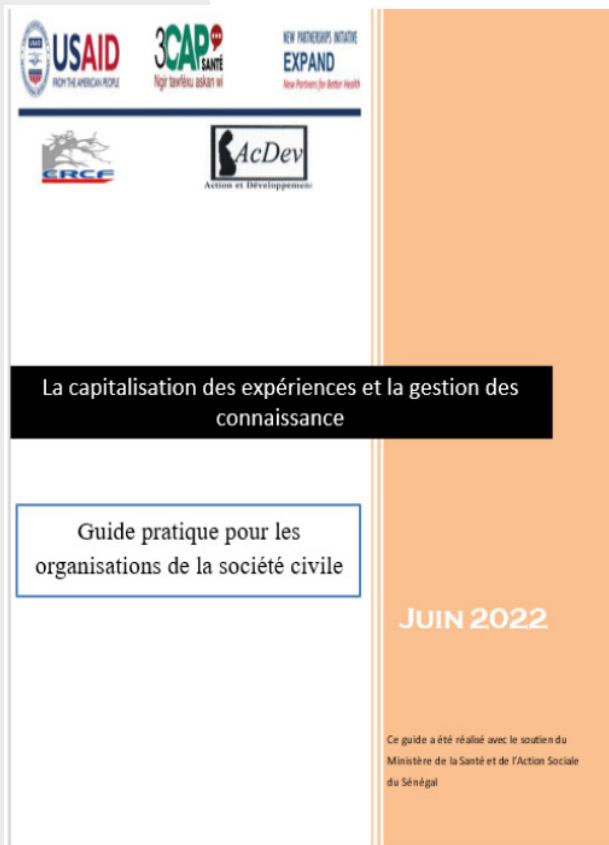 USAID
FROM THE AMERICAN PEOPLE
3CAP SANTÉ
Ngir tawféxu askan wi
NEW PARTNERSHIPS INITIATIVE
EXPAND
New Partners for Better Health
CRCF
AcDev
Action et Développement
La capitalisation des expériences et la gestion des
connaissance
Guide pratique pour les
organisations de la société civile
JUIN 2022
Ce guide a été réalisé avec le soutien du
Ministère de la Santé et de l'Action Sociale
du Sénégal